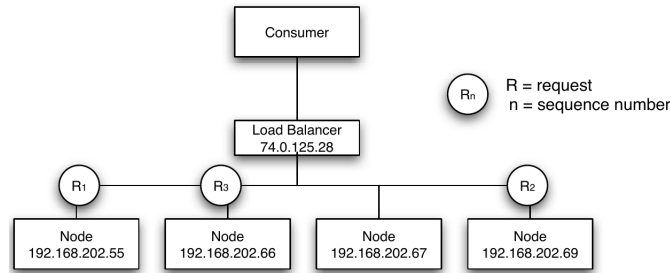 Consumer
R = request
n = sequence number
Rn
Load Balancer
74.0.125.28
R1
R3
R2
Node
192.168.202.55
Node
192.168.202.66
Node
192.168.202.67
Node
192.168.202.69